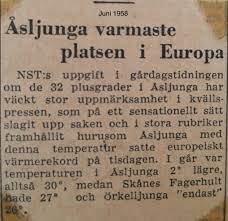 Juni 1958
Åsljunga varmaste
platsen i Europa
NST:s uppgift i gårdagstidningen
om de 32 plusgrader i Åsljunga har
väckt stor uppmärksamhet i kvälls-
pressen, som på ett sensationellt sätt
slagit upp saken och i stora rubriker
framhållit hurusom Åsljunga med
denna temperatur satte europeiskt
värmerekord på tisdagen. I går var
temperaturen i Åsljunga 2° lägre,
alltså 30°, medan Skånes Fagerhult
hade 27° och Örkelljunga "endast"
26°.